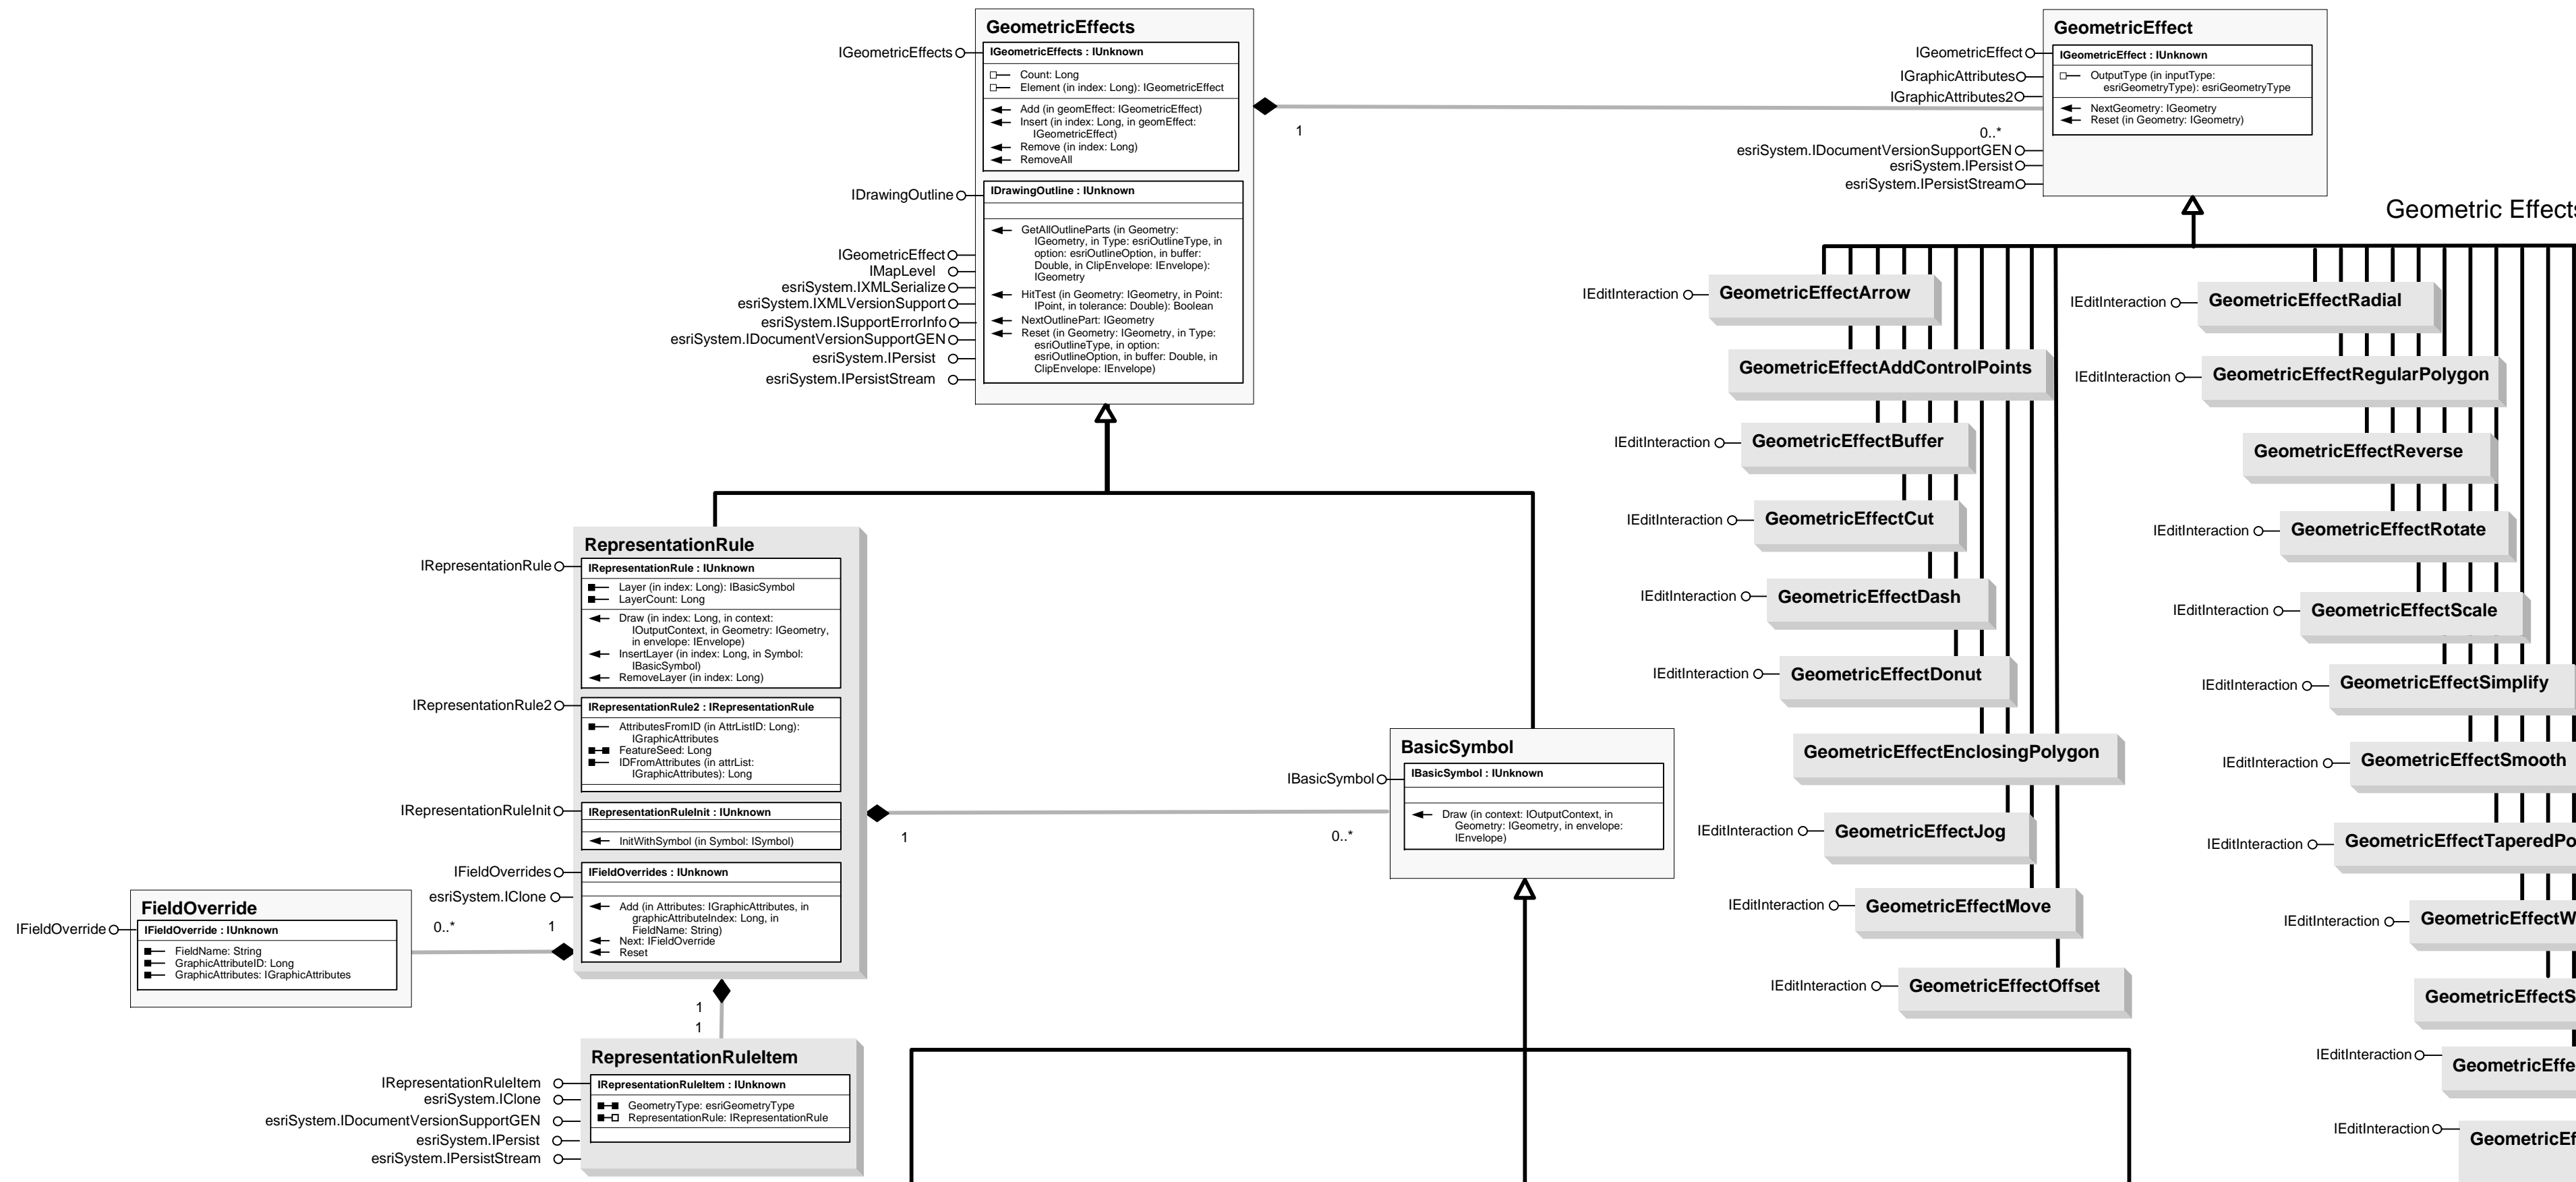 GeometricEffects
IGeometricEffects
IGeometricEffects : IUnknown
Count: Long
Element (in index: Long): IGeometricEffect
Add (in geomEffect: IGeometricEffect)
Insert (in index: Long, in geomEffect:
IGeometricEffect)
Remove (in index: Long)
RemoveAll
IDrawingOutline
IDrawingOutline : IUnknown
GetAllOutlineParts (in Geometry:
IGeometry, in Type: esriOutlineType, in
option: esriOutlineOption, in buffer:
Double, in ClipEnvelope: IEnvelope):
IGeometry
HitTest (in Geometry: IGeometry, in Point:
IPoint, in tolerance: Double): Boolean
NextOutlinePart: IGeometry
Reset (in Geometry: IGeometry, in Type:
esriOutlineType, in option:
esriOutlineOption, in buffer: Double, in
ClipEnvelope: IEnvelope)
IGeometricEffect
IMapLevel
esriSystem.IXMLSerialize
esriSystem.IXMLVersionSupport
esriSystem.ISupportErrorInfo
esriSystem.IDocumentVersionSupportGEN
esriSystem.IPersist
esriSystem.IPersistStream
1
0..*
GeometricEffect
IGeometricEffect
IGraphicAttributes
IGraphicAttributes2
esriSystem.IDocumentVersionSupportGEN
esriSystem.IPersist
esriSystem.IPersistStream
IGeometricEffect : IUnknown
OutputType (in inputType:
esriGeometryType): esriGeometryType
NextGeometry: IGeometry
Reset (in Geometry: IGeometry)
Geometric Effects
IEditInteraction
GeometricEffectArrow
GeometricEffectAddControlPoints
IEditInteraction
GeometricEffectBuffer
IEditInteraction
GeometricEffectCut
IEditInteraction
GeometricEffectDash
IEditInteraction
GeometricEffectDonut
GeometricEffectEnclosingPolygon
IEditInteraction
GeometricEffectJog
IEditInteraction
GeometricEffectMove
IEditInteraction
GeometricEffectOffset
IEditInteraction
GeometricEffectRadial
IEditInteraction
GeometricEffectRegularPolygon
GeometricEffectReverse
IEditInteraction
GeometricEffectRotate
IEditInteraction
GeometricEffectScale
IEditInteraction
GeometricEffectSimplify
IEditInteraction
GeometricEffectSmooth
IEditInteraction
GeometricEffectTaperedPo
IEditInteraction
GeometricEffectW
GeometricEffectS
IEditInteraction
GeometricEffe
IEditInteraction
GeometricEf
RepresentationRule
IRepresentationRule
IRepresentationRule : IUnknown
Layer (in index: Long): IBasicSymbol
LayerCount: Long
Draw (in index: Long, in context:
IOutputContext, in Geometry: IGeometry,
in envelope: IEnvelope)
InsertLayer (in index: Long, in Symbol:
IBasicSymbol)
RemoveLayer (in index: Long)
IRepresentationRule2
IRepresentationRule2 : IRepresentationRule
AttributesFromID (in AttrListID: Long):
IGraphicAttributes
FeatureSeed: Long
IDFromAttributes (in attrList:
IGraphicAttributes): Long
IRepresentationRuleInit
IRepresentationRuleInit : IUnknown
InitWithSymbol (in Symbol: ISymbol)
IFieldOverrides
esriSystem.IClone
IFieldOverrides : IUnknown
Add (in Attributes: IGraphicAttributes, in
graphicAttributeIndex: Long, in
FieldName: String)
Next: IFieldOverride
Reset
1
0..*
BasicSymbol
IBasicSymbol
IBasicSymbol : IUnknown
Draw (in context: IOutputContext, in
Geometry: IGeometry, in envelope:
IEnvelope)
FieldOverride
IFieldOverride
IFieldOverride : IUnknown
FieldName: String
GraphicAttributeID: Long
GraphicAttributes: IGraphicAttributes
0..*
1
1
1
RepresentationRuleItem
IRepresentationRuleItem
esriSystem.IClone
esriSystem.IDocumentVersionSupportGEN
esriSystem.IPersist
esriSystem.IPersistStream
IRepresentationRuleItem : IUnknown
GeometryType: esriGeometryType
RepresentationRule: IRepresentationRule